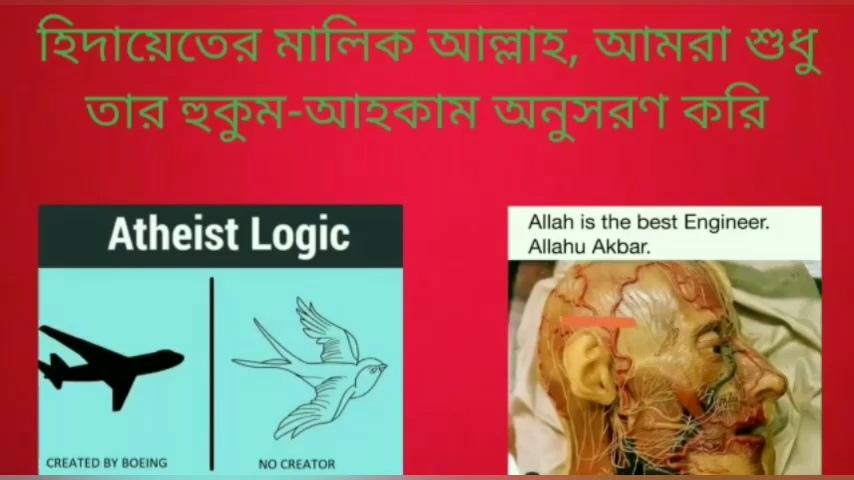 হিদায়েতের মালিক আল্লাহ, আমরা শুধু
তার হুকুম-আহকাম অনুসরণ করি
Atheist Logic
CREATED BY BOEING
NO CREATOR
Allah is the best Engineer.
Allahu Akbar.